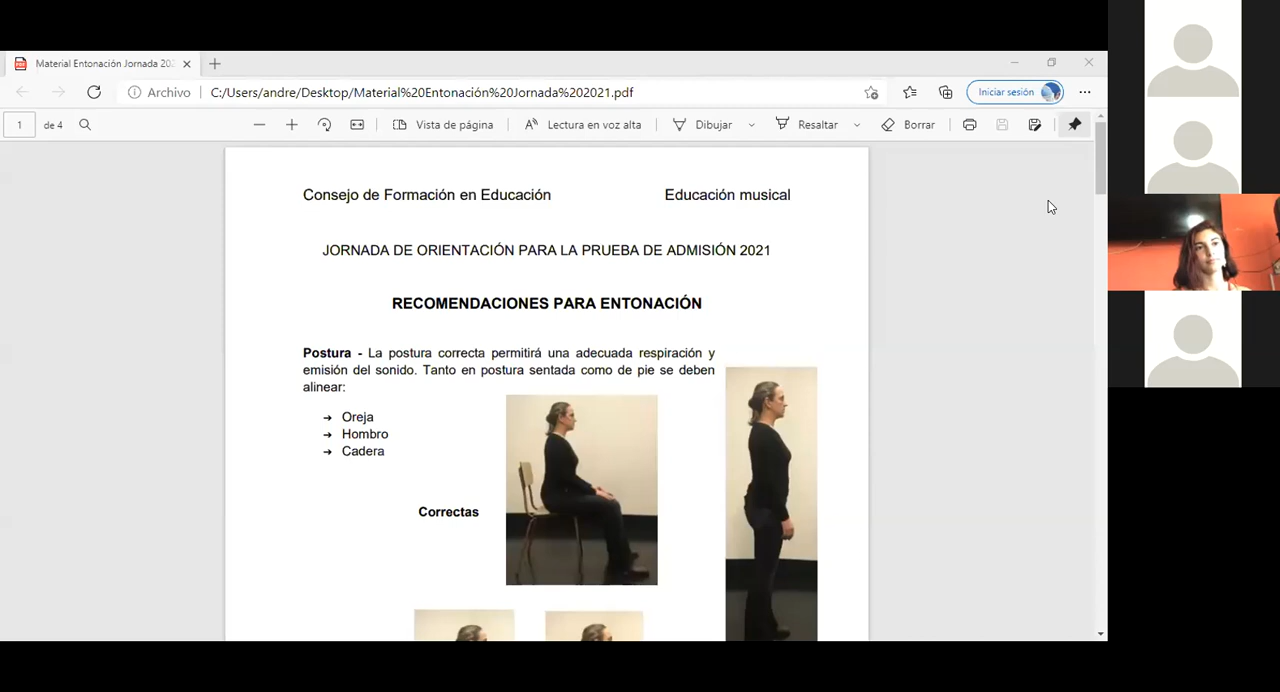 Material Entonación Jornada 202
Archivo
C:/Users/andre/Desktop/Material%20Entonación%20Jornada%202021.pdf
Iniciar sesión
1
de 4
Vista de página
Lectura en voz alta
Dibujar
Resaltar
Borrar
Consejo de Formación en Educación
Educación musical
JORNADA DE ORIENTACIÓN PARA LA PRUEBA DE ADMISIÓN 2021
RECOMENDACIONES PARA ENTONACIÓN
Postura - La postura correcta permitirá una adecuada respiración y
emisión del sonido. Tanto en postura sentada como de pie se deben
alinear:
→ Oreja
→ Hombro
→ Cadera
Correctas